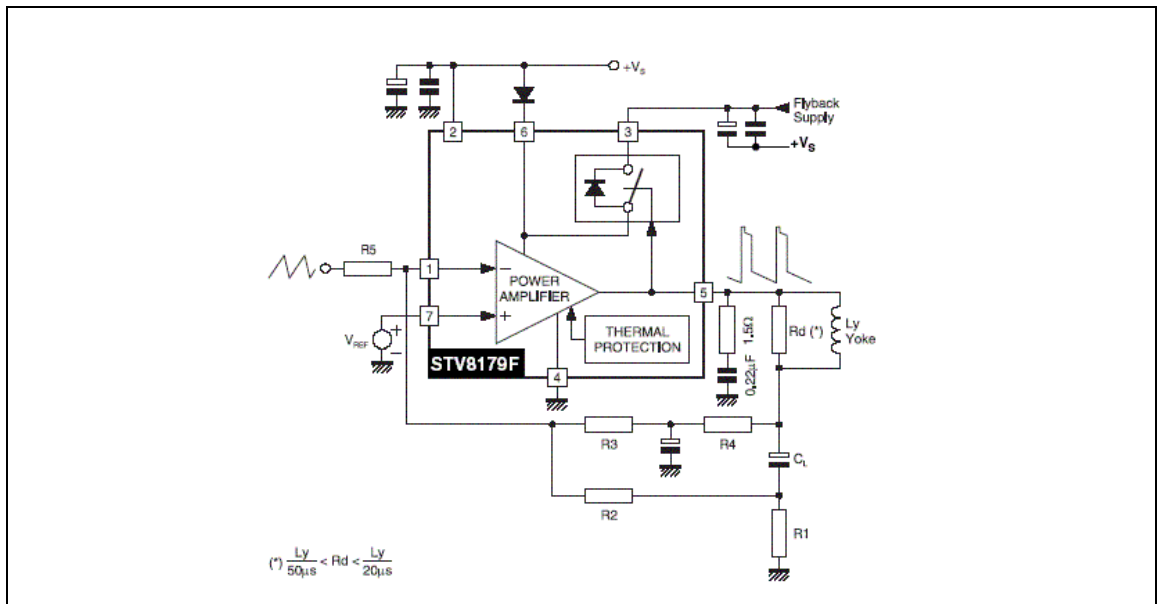 +Vs
Flyback
Supply
+Vs
2
6
3
R5
1
7
−
+
POWER
AMPLIFIER
5
VREF
+
−
THERMAL
PROTECTION
STV8179F
4
0.22µF 1.5Ω
Rd (*)
Ly
Yoke
R3
R4
CL
R2
R1
(*) Ly/50µs < Rd < Ly/20µs